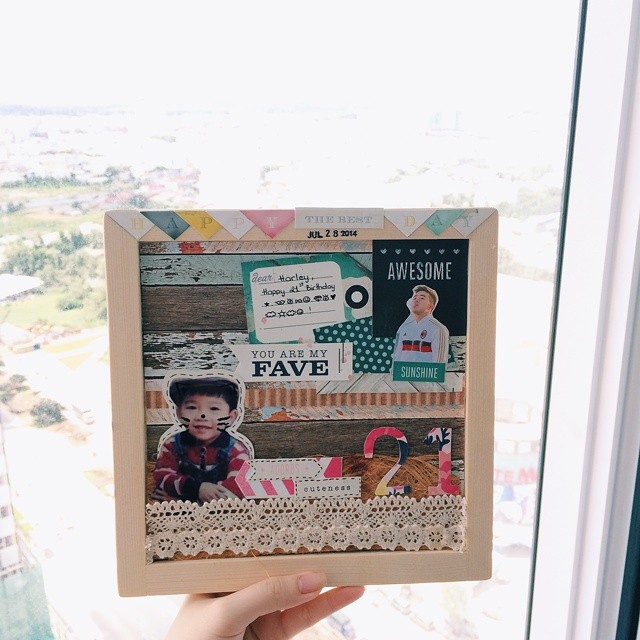 HAPPY
THE BEST
DAY
JUL 28 2014
AWESOME
dear Harley,
Happy 21st Birthday
YOU ARE MY
FAVE
SUNSHINE
cuteness
21